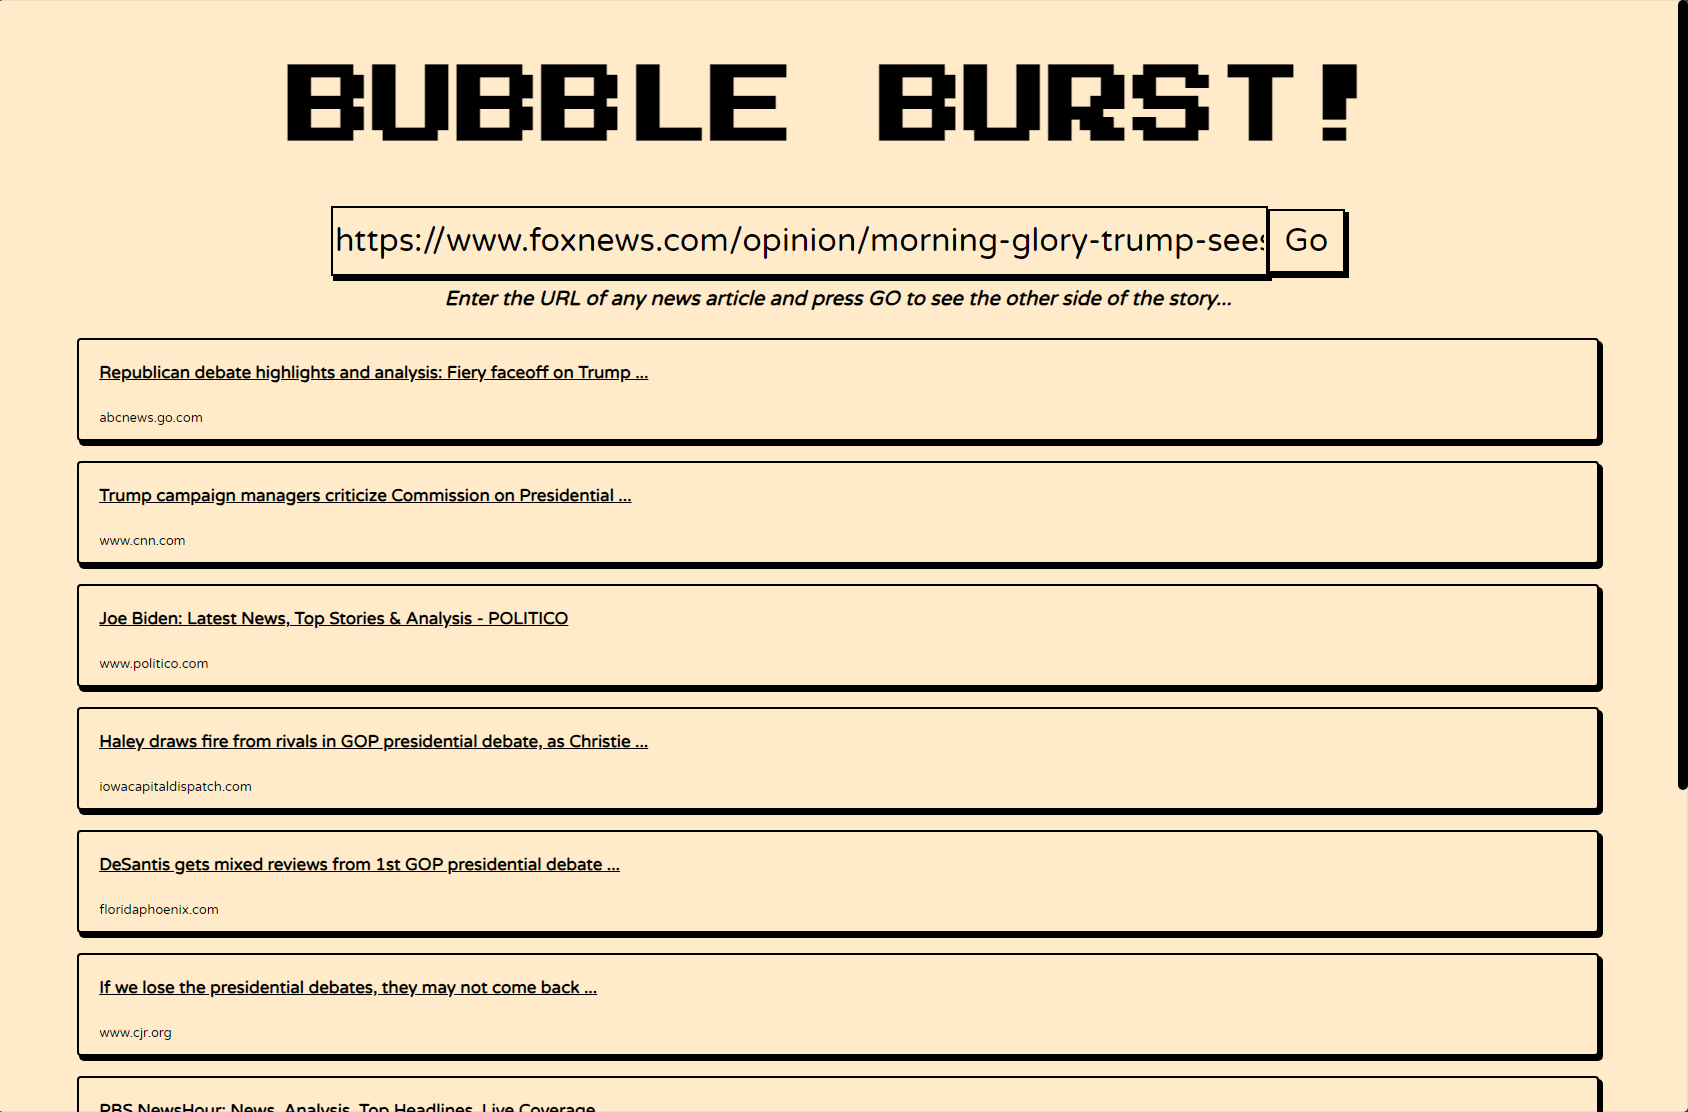 BUBBLE BURST!
https://www.foxnews.com/opinion/morning-glory-trump-sees
Go
Enter the URL of any news article and press GO to see the other side of the story...
Republican debate highlights and analysis: Fiery faceoff on Trump ...
abcnews.go.com
Trump campaign managers criticize Commission on Presidential ...
www.cnn.com
Joe Biden: Latest News, Top Stories & Analysis - POLITICO
www.politico.com
Haley draws fire from rivals in GOP presidential debate, as Christie ...
iowacapitaldispatch.com
DeSantis gets mixed reviews from 1st GOP presidential debate ...
floridaphoenix.com
If we lose the presidential debates, they may not come back ...
www.cjr.org
PBS NewsHour: News, Analysis, Top Headlines, Live Coverage